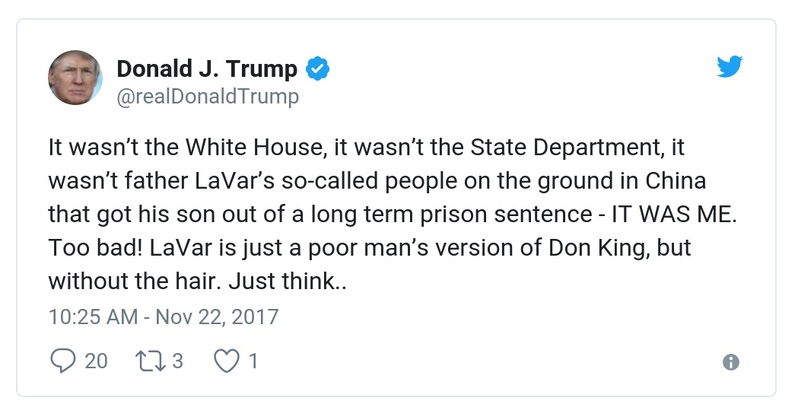 Donald J. Trump
@realDonaldTrump
It wasn’t the White House, it wasn’t the State Department, it
wasn’t father LaVar’s so-called people on the ground in China
that got his son out of a long term prison sentence - IT WAS ME.
Too bad! LaVar is just a poor man’s version of Don King, but
without the hair. Just think..
10:25 AM - Nov 22, 2017
20 3 1